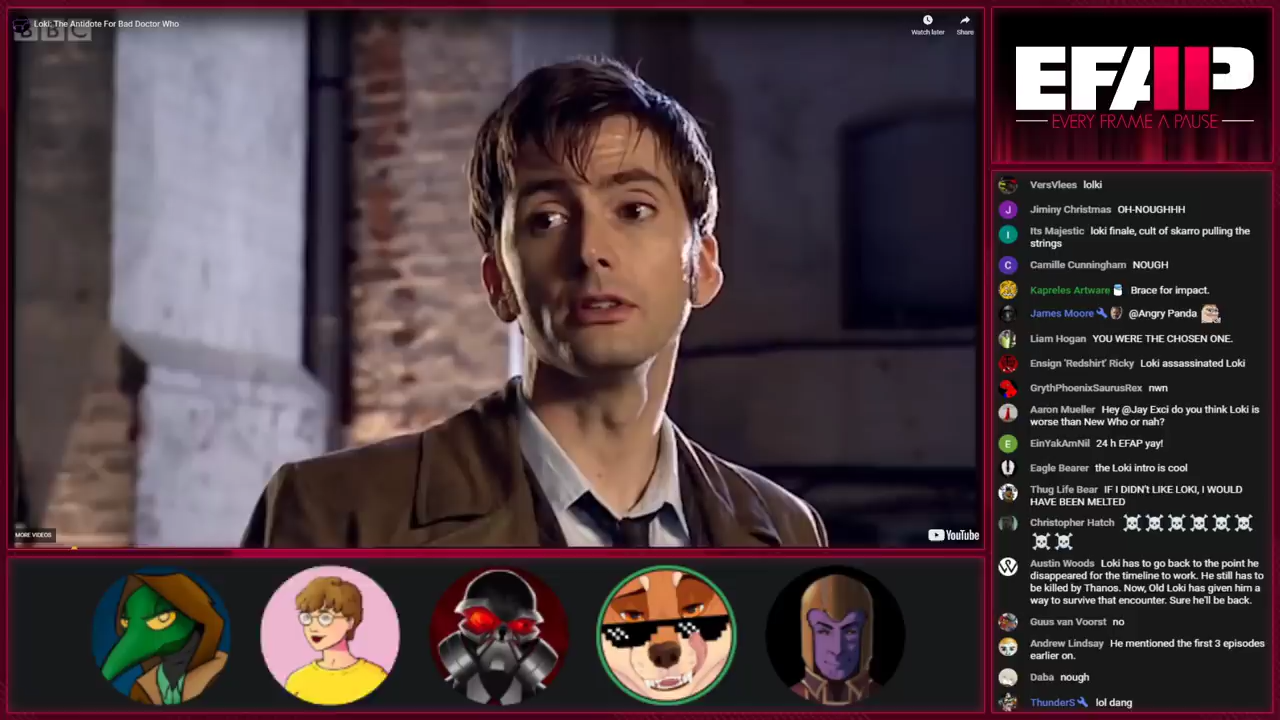 Loki: The Antidote For Bad Doctor Who
BBC
Watch later
Share
MORE VIDEOS
YouTube
EFAP
EVERY FRAME A PAUSE
VersVlees lolki
J Jiminy Christmas OH-NOUGHHH
I Its Majestic loki finale, cult of skarro pulling the
strings
C Camille Cunningham NOUGH
Kapreles Artware Brace for impact.
James Moore @Angry Panda
Liam Hogan YOU WERE THE CHOSEN ONE.
Ensign 'Redshirt' Ricky Loki assassinated Loki
GrythPhoenixSaurusRex nwn
Aaron Mueller Hey @Jay Exci do you think Loki is
worse than New Who or nah?
E EinYakAmNil 24 h EFAP yay!
Eagle Bearer the Loki intro is cool
Thug Life Bear IF I DIDN'T LIKE LOKI, I WOULD
HAVE BEEN MELTED
Christopher Hatch ☠️☠️☠️☠️☠️☠️
☠️☠️
Austin Woods Loki has to go back to the point he
disappeared for the timeline to work. He still has to
be killed by Thanos. Now, Old Loki has given him a
way to survive that encounter. Sure he'll be back.
Guus van Voorst no
Andrew Lindsay He mentioned the first 3 episodes
earlier on.
Daba nough
ThunderS lol dang